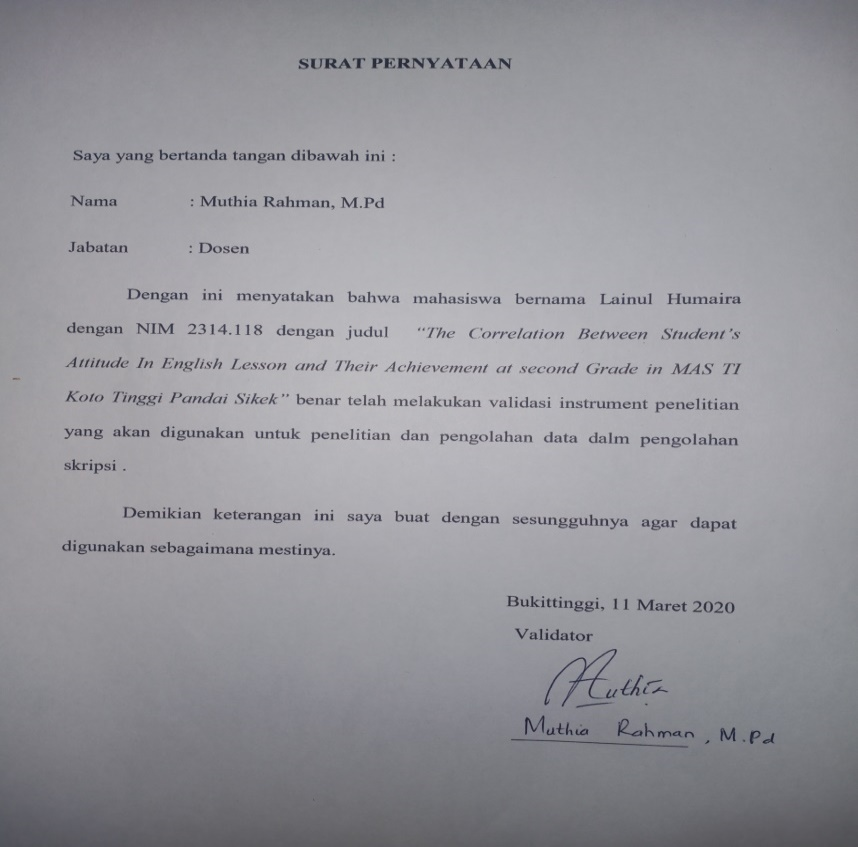 SURAT PERNYATAAN
Saya yang bertanda tangan dibawah ini :
Nama : Muthia Rahman, M.Pd
Jabatan : Dosen
Dengan ini menyatakan bahwa mahasiswa bernama Lainul Humaira
dengan NIM 2314.118 dengan judul “The Correlation Between Student’s
Attitude In English Lesson and Their Achievement at second Grade in MAS TI
Koto Tinggi Pandai Sikek” benar telah melakukan validasi instrument penelitian
yang akan digunakan untuk penelitian dan pengolahan data dalm pengolahan
skripsi .
Demikian keterangan ini saya buat dengan sesungguhnya agar dapat
digunakan sebagaimana mestinya.
Bukittinggi, 11 Maret 2020
Validator
Muthia
Muthia Rahman, M.Pd